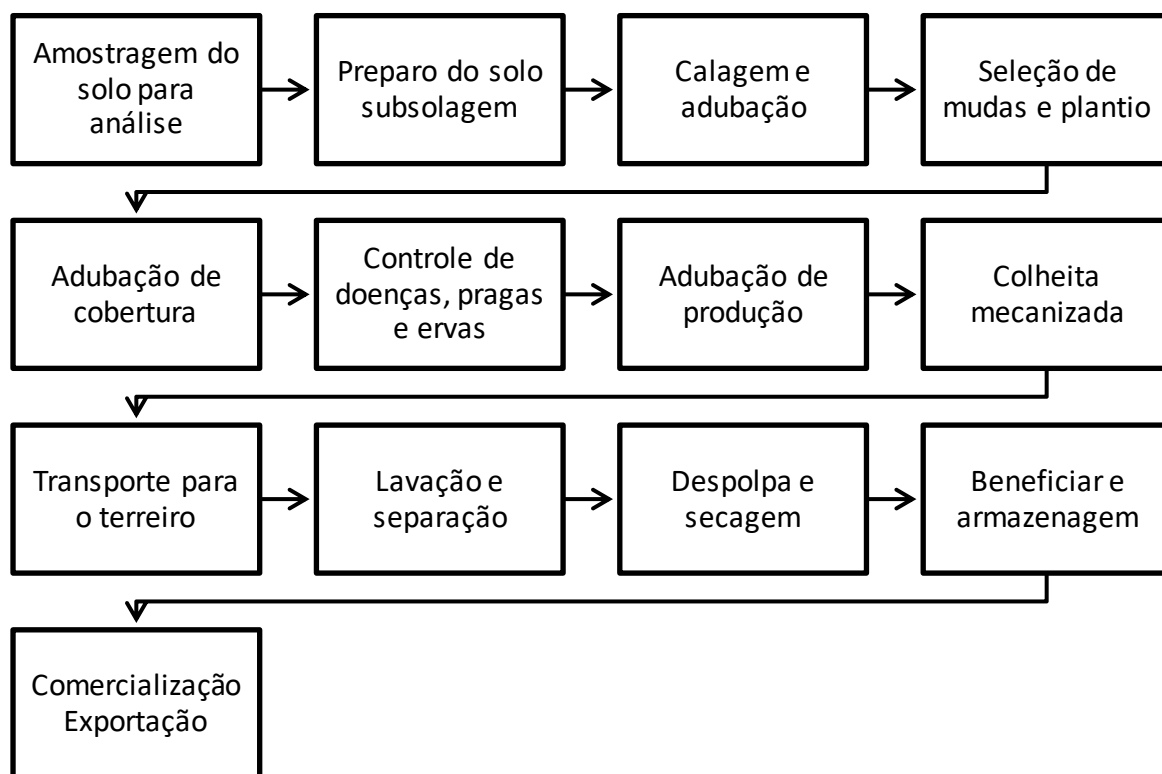 Amostragem do
solo para
análise
Preparo do solo
subsolagem
Calagem e
adubação
Seleção de
mudas e plantio
Adubação de
cobertura
Controle de
doenças, pragas
e ervas
Adubação de
produção
Colheita
mecanizada
Transporte para
o terreiro
Lavação e
separação
Despolpa e
secagem
Beneficiar e
armazenagem
Comercialização
Exportação